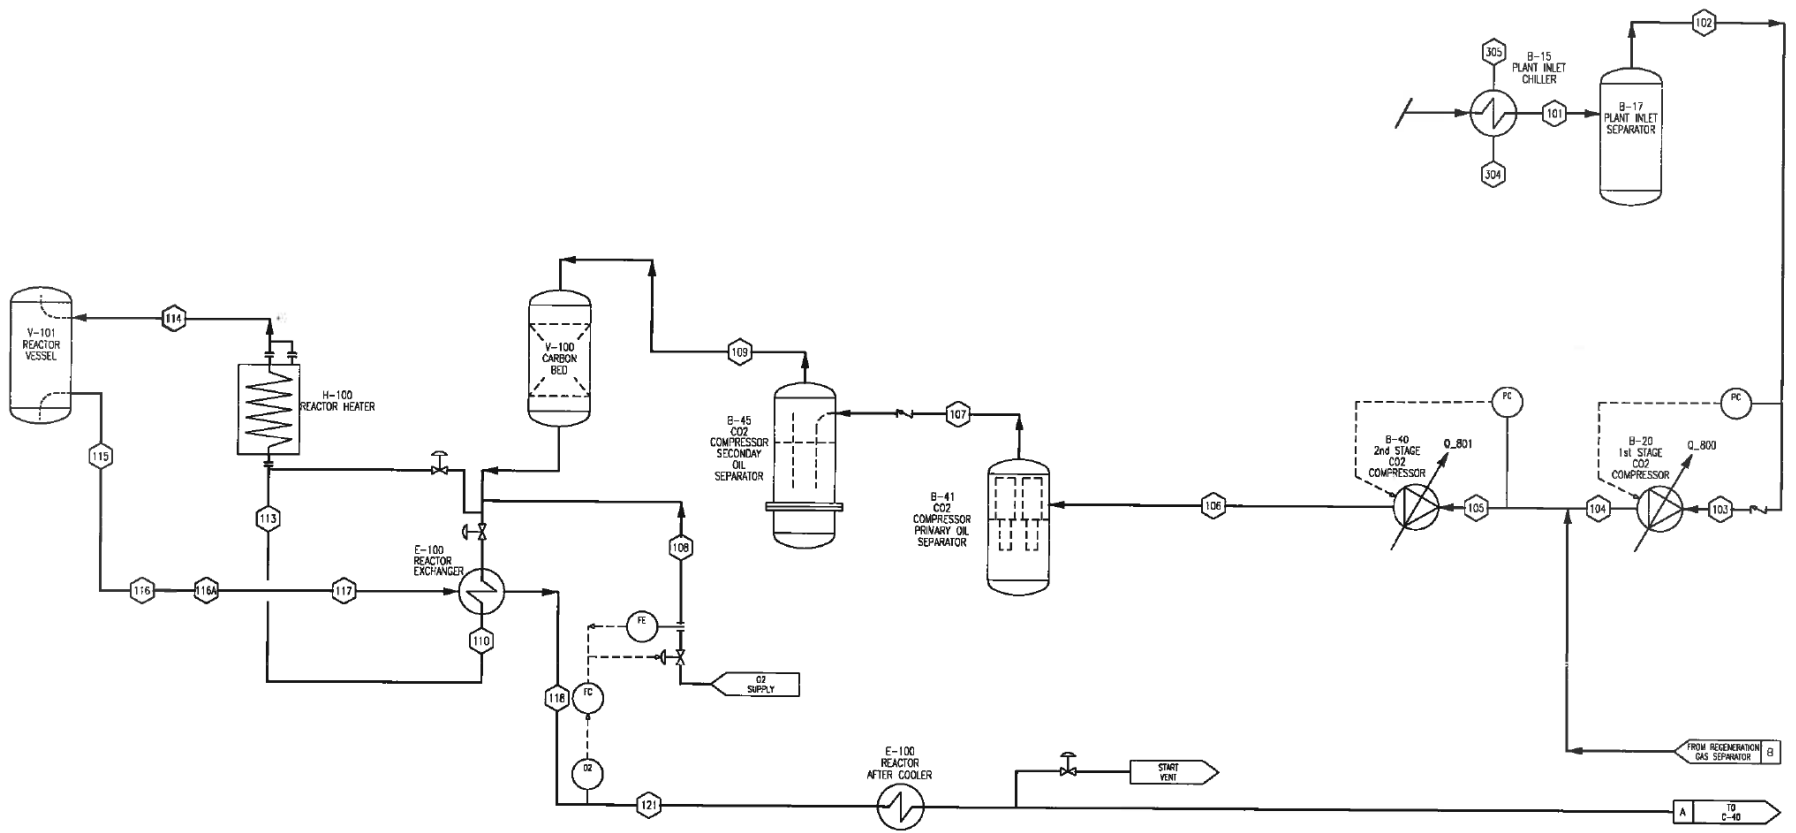 102
305
B-15
PLANT INLET
CHILLER
101
B-17
PLANT INLET
SEPARATOR
304
114
V-101
REACTOR
VESSEL
H-100
REACTOR HEATER
V-100
CARBON
BED
109
B-45
CO2
COMPRESSOR
SECONDAY
OIL
SEPARATOR
107
PC
PC
B-40
2nd STAGE
CO2
COMPRESSOR
Q_801
B-20
1st STAGE
CO2
COMPRESSOR
Q_800
115
113
B-41
CO2
COMPRESSOR
PRIMARY OIL
SEPARATOR
106
105
104
103
108
E-100
REACTOR
EXCHANGER
116
116A
117
110
FE
O2
SUPPLY
118
FC
O2
121
E-100
REACTOR
AFTER COOLER
START
VENT
FROM REGENERATION
GAS SEPARATOR
B
A
TO
C-40